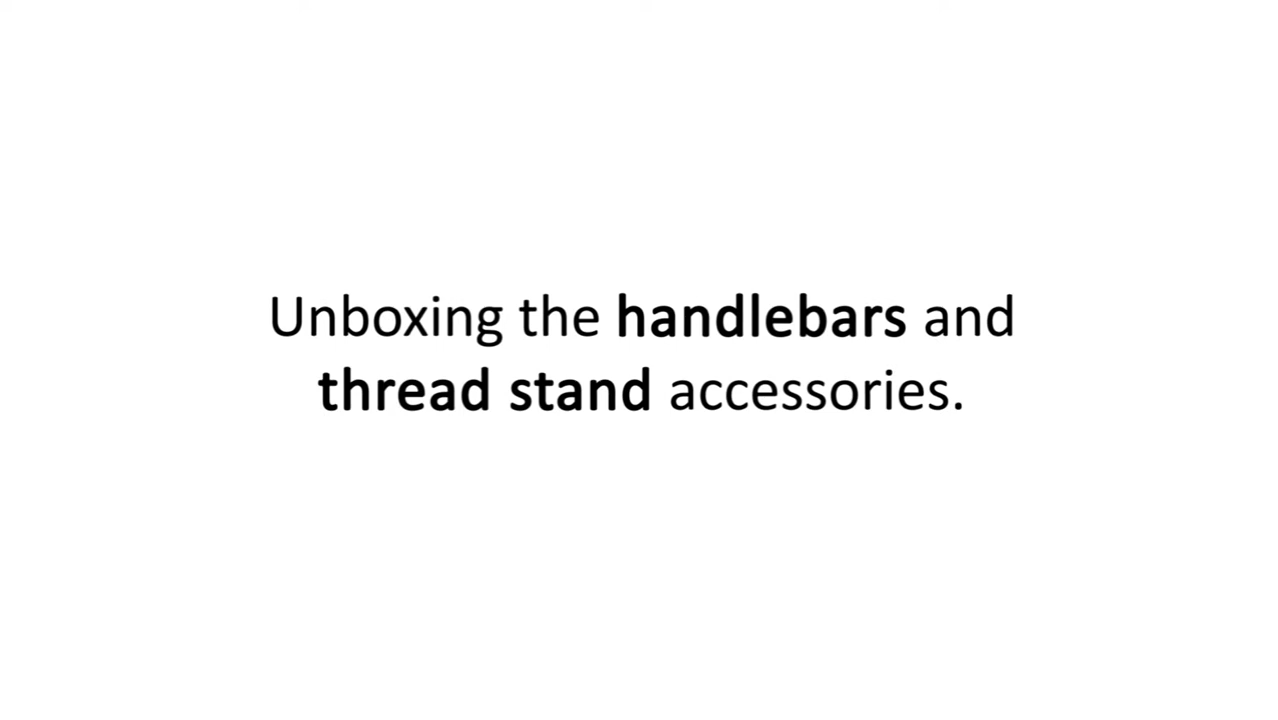 Unboxing the handlebars and
thread stand accessories.